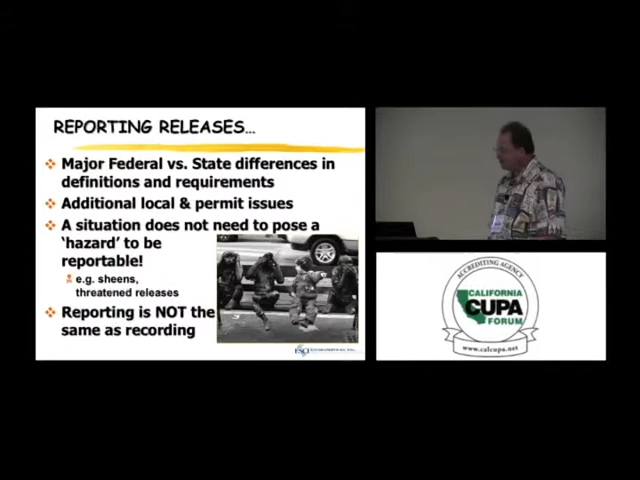 REPORTING RELEASES…
Major Federal vs. State differences in
definitions and requirements
Additional local & permit issues
A situation does not need to pose a
'hazard' to be
reportable!
e.g. sheens,
threatened releases
Reporting is NOT the
same as recording
ACCREDITING AGENCY
CALIFORNIA
CUPA
FORUM
www.calcupa.net